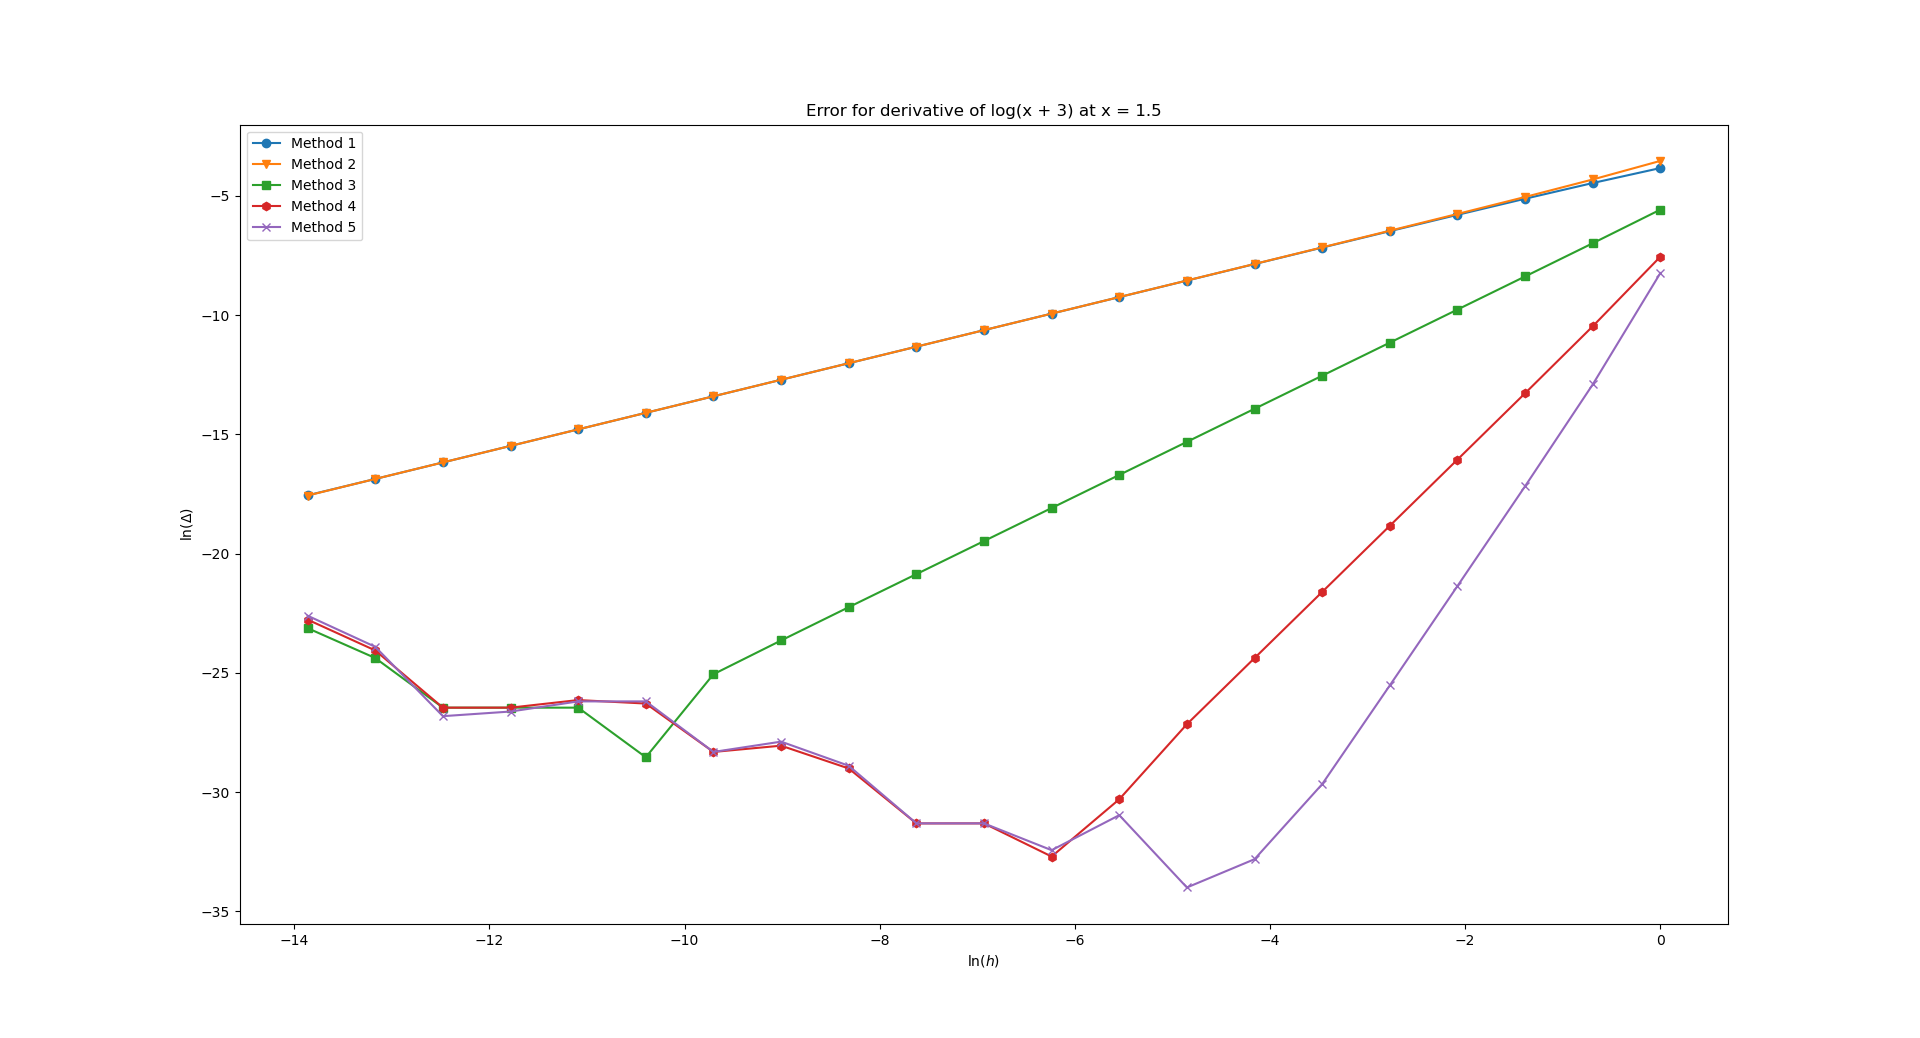 Error for derivative of log(x + 3) at x = 1.5
Method 1
Method 2
Method 3
Method 4
Method 5
−5
−10
−15
−20
−25
−30
−35
ln(Δ)
−14 −12 −10 −8 −6 −4 −2 0
ln(h)